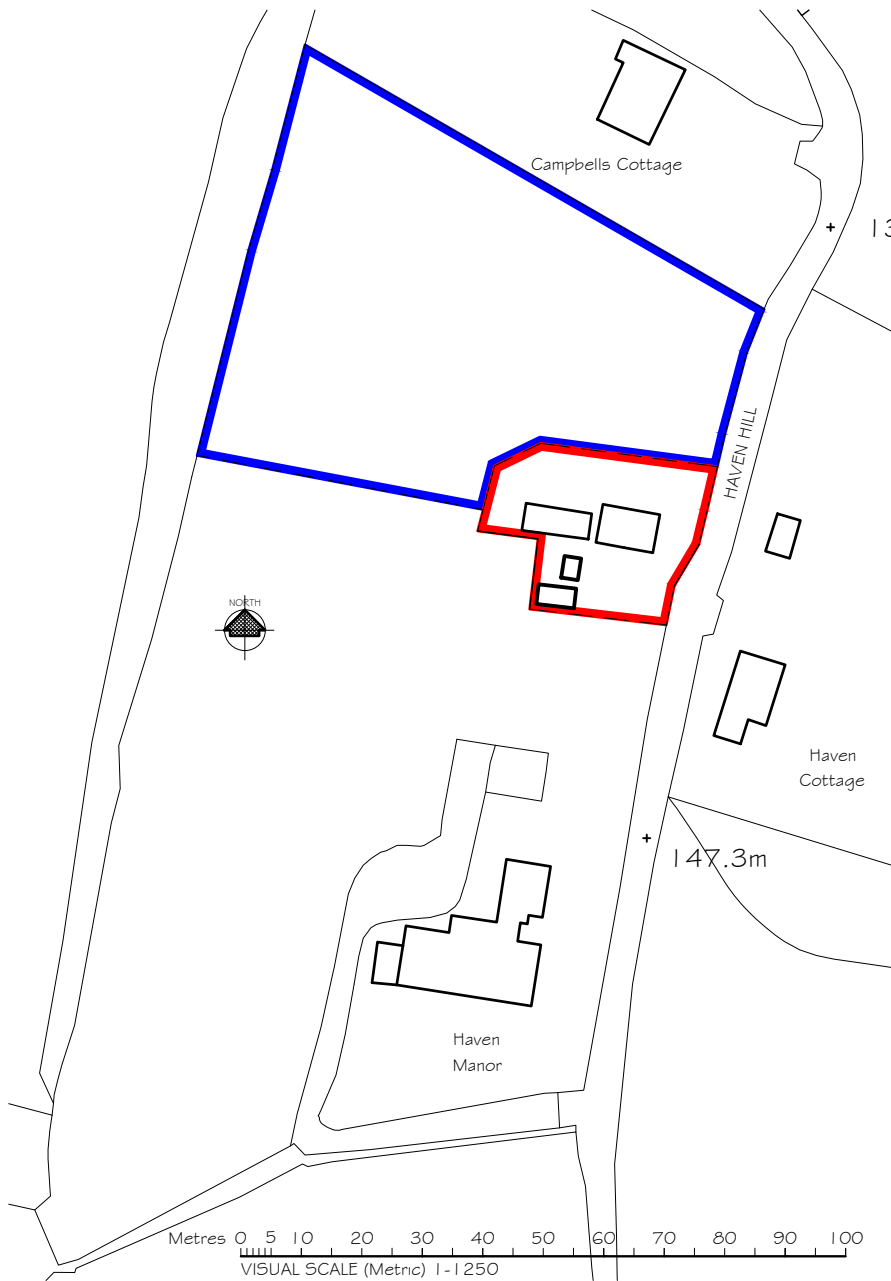 Campbells Cottage
13
HAVEN HILL
NORTH
Haven
Cottage
147.3m
Haven
Manor
Metres 0 5 10 20 30 40 50 60 70 80 90 100
VISUAL SCALE (Metric) 1-1250